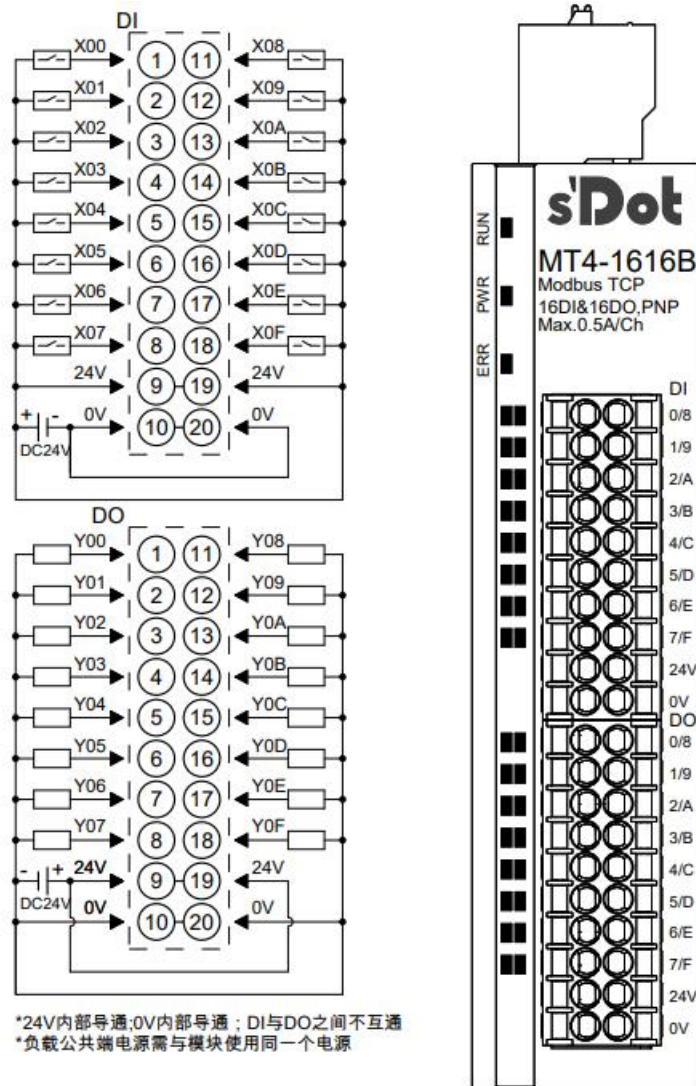 DI
X00 1 11 X08
X01 2 12 X09
X02 3 13 X0A
X03 4 14 X0B
X04 5 15 X0C
X05 6 16 X0D
X06 7 17 X0E
X07 8 18 X0F
24V 9 19 24V
+ - 0V 10 20 0V
DC24V
DO
Y00 1 11 Y08
Y01 2 12 Y09
Y02 3 13 Y0A
Y03 4 14 Y0B
Y04 5 15 Y0C
Y05 6 16 Y0D
Y06 7 17 Y0E
Y07 8 18 Y0F
- + 24V 9 19 24V
DC24V
0V 10 20 0V
*24V内部导通;0V内部导通；DI与DO之间不互通
*负载公共端电源需与模块使用同一个电源
s'Dot
MT4-1616B
Modbus TCP
16DI&16DO,PNP
Max.0.5A/Ch
RUN
PWR
ERR
DI
0/8
1/9
2/A
3/B
4/C
5/D
6/E
7/F
24V
0V
DO
0/8
1/9
2/A
3/B
4/C
5/D
6/E
7/F
24V
0V